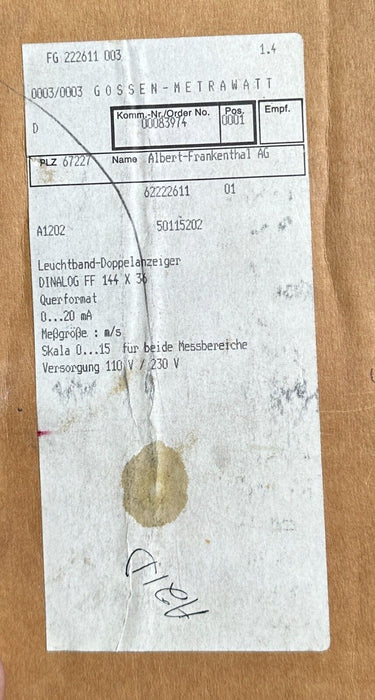 FG 222611 003 1.4
0003/0003 GOSSEN-METRAWATT
Komm.-Nr/Order No. Pos. Empf.
D 00083974 0001
PLZ 67227 Name Albert-Frankenthal AG
62222611 01
A1202 50115202
Leuchtband-Doppelanzeiger
DINALOG FF 144 X 36
Querformat
0...20 mA
Meßgröße : m/s
Skala 0...15 für beide Messbereiche
Versorgung 110 V / 230 V